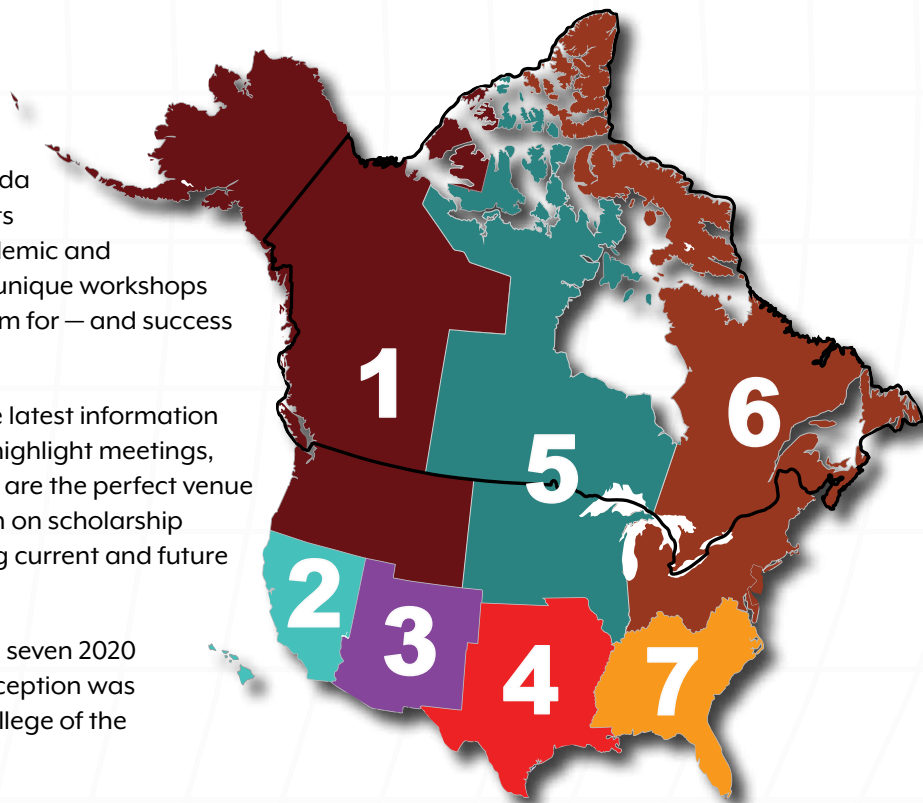 da
rs
demic and
unique workshops
m for — and success
e latest information
highlight meetings,
are the perfect venue
n on scholarship
g current and future
seven 2020
ception was
llege of the
1
2
3
4
5
6
7